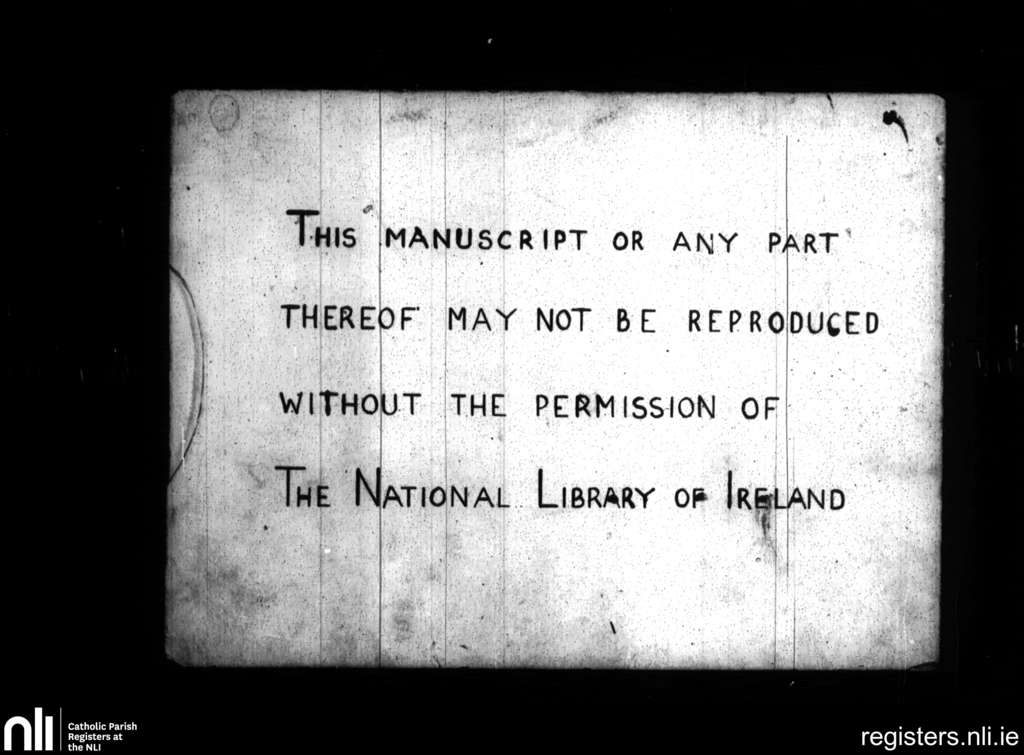 This manuscript or any part
thereof may not be reproduced
without the permission of
The National Library of Ireland
nli
Catholic Parish
Registers at
the NLI
registers.nli.ie